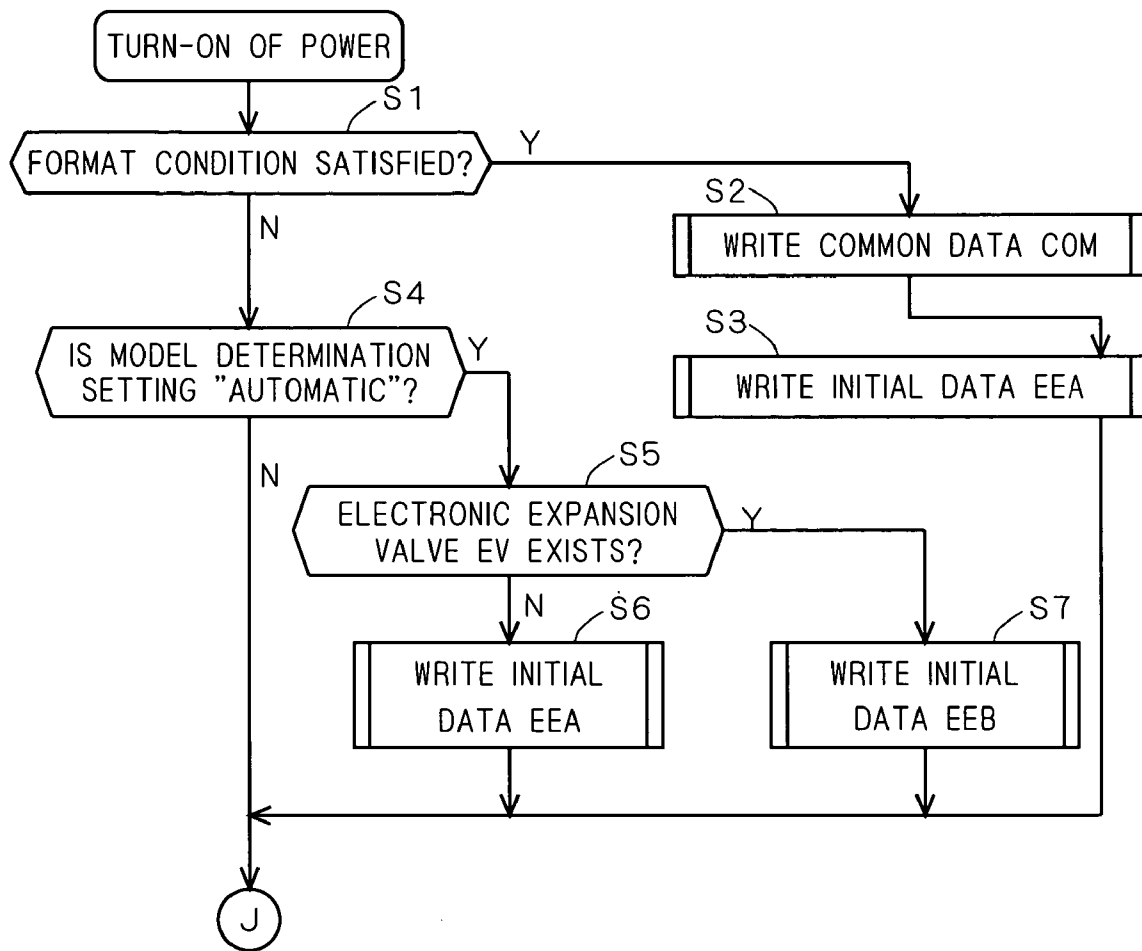 TURN-ON OF POWER
S1
FORMAT CONDITION SATISFIED?
Y
N
S2
WRITE COMMON DATA COM
S3
WRITE INITIAL DATA EEA
S4
IS MODEL DETERMINATION
SETTING "AUTOMATIC"?
Y
N
S5
ELECTRONIC EXPANSION
VALVE EV EXISTS?
Y
N
S6
WRITE INITIAL
DATA EEA
S7
WRITE INITIAL
DATA EEB
J